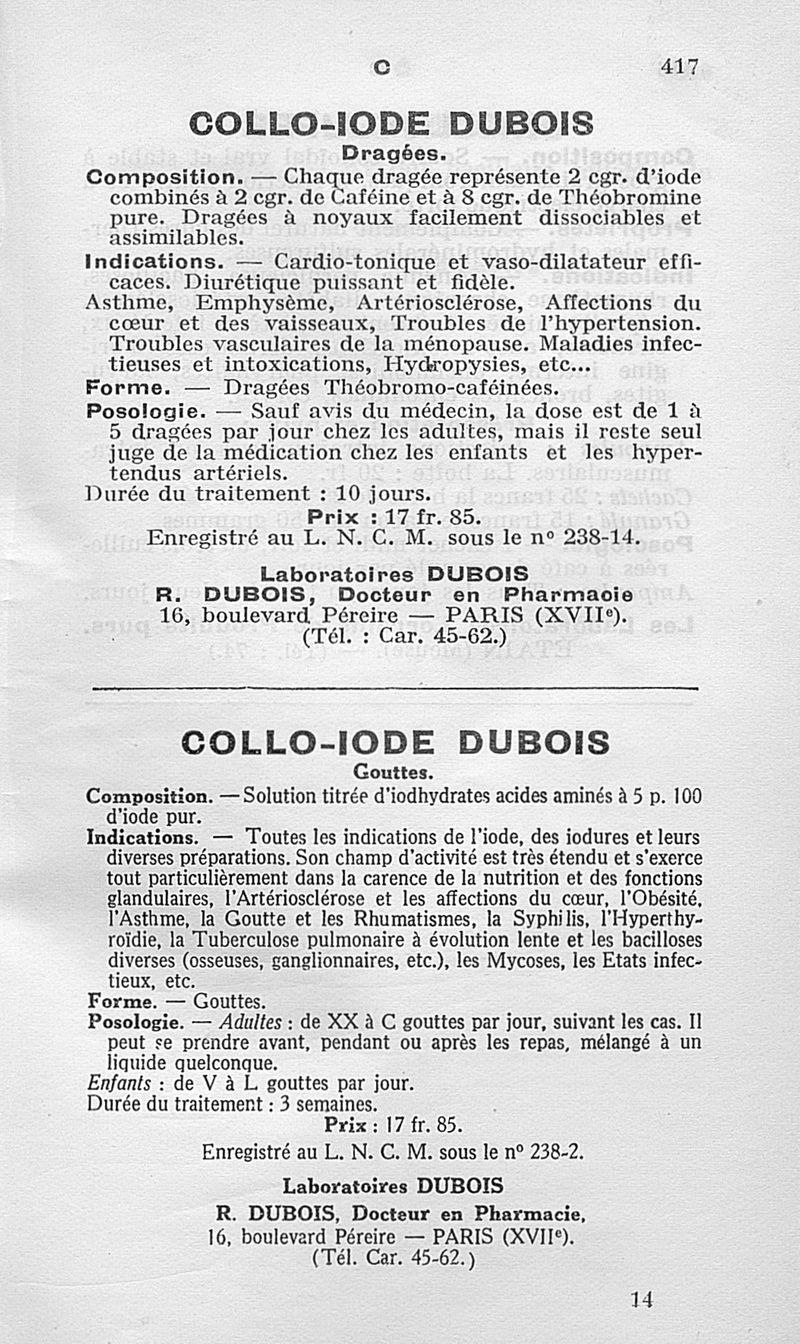 C 417
COLLO-IODE DUBOIS
Dragées.
Composition. — Chaque dragée représente 2 cgr. d'iode
combinés à 2 cgr. de Caféine et à 8 cgr. de Théobromine
pure. Dragées à noyaux facilement dissociables et
assimilables.
Indications. — Cardio-tonique et vaso-dilatateur effi-
caces. Diurétique puissant et fidèle.
Asthme, Emphysème, Artériosclérose, Affections du
cœur et des vaisseaux, Troubles de l'hypertension.
Troubles vasculaires de la ménopause. Maladies infec-
tieuses et intoxications, Hydropysies, etc...
Forme. — Dragées Théobromo-caféinées.
Posologie. — Sauf avis du médecin, la dose est de 1 à
5 dragées par jour chez les adultes, mais il reste seul
juge de la médication chez les enfants et les hyper-
tendus artériels.
Durée du traitement : 10 jours.
Prix : 17 fr. 85.
Enregistré au L. N. C. M. sous le nº 238-14.
Laboratoires DUBOIS
R. DUBOIS, Docteur en Pharmacie
16, boulevard Péreire — PARIS (XVIIe).
(Tél. : Car. 45-62.)
COLLO-IODE DUBOIS
Gouttes.
Composition. — Solution titrée d'iodhydrates acides aminés à 5 p. 100
d'iode pur.
Indications. — Toutes les indications de l'iode, des iodures et leurs
diverses préparations. Son champ d'activité est très étendu et s'exerce
tout particulièrement dans la carence de la nutrition et des fonctions
glandulaires, l'Artériosclérose et les affections du cœur, l'Obésité,
l'Asthme, la Goutte et les Rhumatismes, la Syphilis, l'Hyperthy-
roïdie, la Tuberculose pulmonaire à évolution lente et les bacilloses
diverses (osseuses, ganglionnaires, etc.), les Mycoses, les Etats infec-
tieux, etc.
Forme. — Gouttes.
Posologie. — Adultes : de XX à C gouttes par jour, suivant les cas. Il
peut se prendre avant, pendant ou après les repas, mélangé à un
liquide quelconque.
Enfants : de V à L gouttes par jour.
Durée du traitement : 3 semaines.
Prix : 17 fr. 85.
Enregistré au L. N. C. M. sous le nº 238-2.
Laboratoires DUBOIS
R. DUBOIS, Docteur en Pharmacie,
16, boulevard Péreire — PARIS (XVIIe).
(Tél. Car. 45-62.)
14